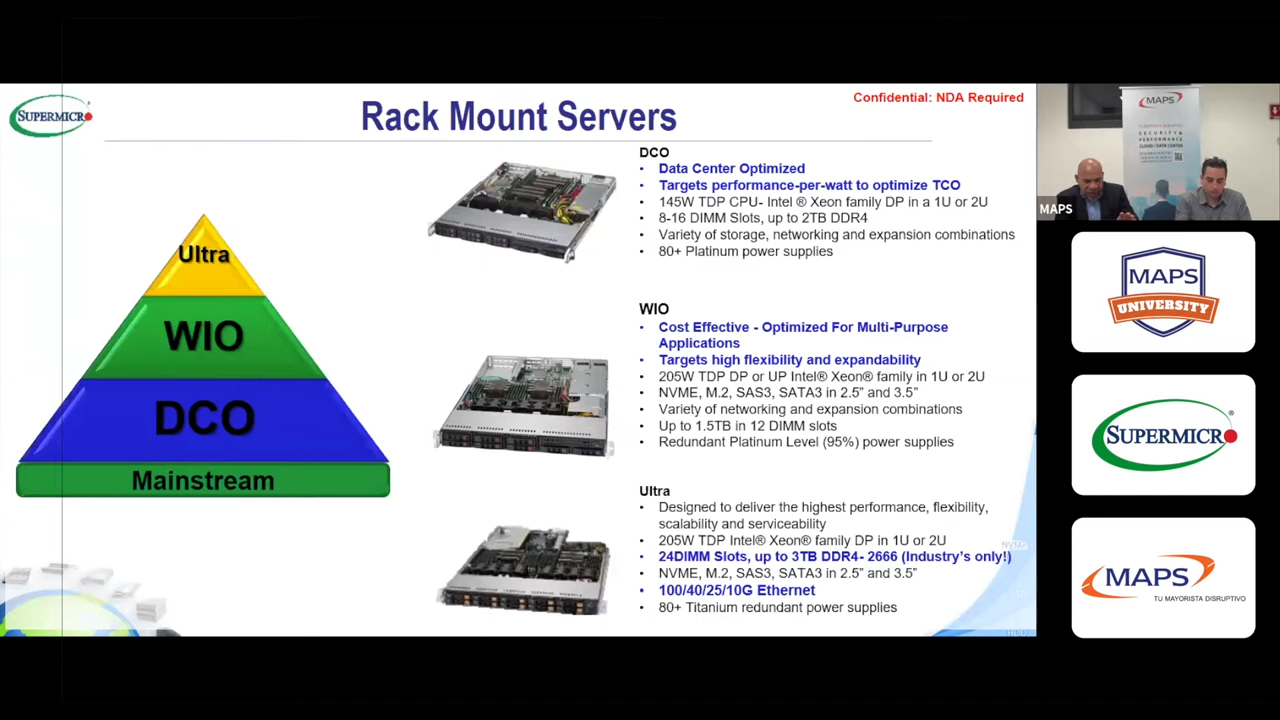 SUPERMICRO
Rack Mount Servers
Confidential: NDA Required
Ultra
WIO
DCO
Mainstream
DCO
• Data Center Optimized
• Targets performance-per-watt to optimize TCO
• 145W TDP CPU- Intel ® Xeon family DP in a 1U or 2U
• 8-16 DIMM Slots, up to 2TB DDR4
• Variety of storage, networking and expansion combinations
• 80+ Platinum power supplies
WIO
• Cost Effective - Optimized For Multi-Purpose
Applications
• Targets high flexibility and expandability
• 205W TDP DP or UP Intel® Xeon® family in 1U or 2U
• NVME, M.2, SAS3, SATA3 in 2.5” and 3.5”
• Variety of networking and expansion combinations
• Up to 1.5TB in 12 DIMM slots
• Redundant Platinum Level (95%) power supplies
Ultra
• Designed to deliver the highest performance, flexibility,
scalability and serviceability
• 205W TDP Intel® Xeon® family DP in 1U or 2U
• 24DIMM Slots, up to 3TB DDR4- 2666 (Industry’s only!)
• NVME, M.2, SAS3, SATA3 in 2.5” and 3.5”
• 100/40/25/10G Ethernet
• 80+ Titanium redundant power supplies
NVMe
MAPS
SECURITY &
PERFORMANCE
CLOUD / DATA CENTER
MAPS
MAPS
UNIVERSITY
SUPERMICRO®
MAPS
TU MAYORISTA DISRUPTIVO